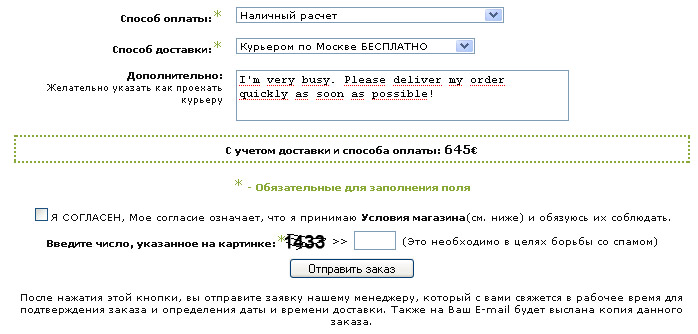 Способ оплаты:* Наличный расчет
Способ доставки:* Курьером по Москве БЕСПЛАТНО
Дополнительно:
Желательно указать как проехать
курьеру
I'm very busy. Please deliver my order
quickly as soon as possible!
С учетом доставки и способа оплаты: 645€
* - Обязательные для заполнения поля
Я СОГЛАСЕН, Мое согласие означает, что я принимаю Условия магазина(см. ниже) и обязуюсь их соблюдать.
Введите число, указанное на картинке:* 1433 >> (Это необходимо в целях борьбы со спамом)
Отправить заказ
После нажатия этой кнопки, вы отправите заявку нашему менеджеру, который с вами свяжется в рабочее время для
подтверждения заказа и определения даты и времени доставки. Также на Ваш E-mail будет выслана копия данного
заказа.